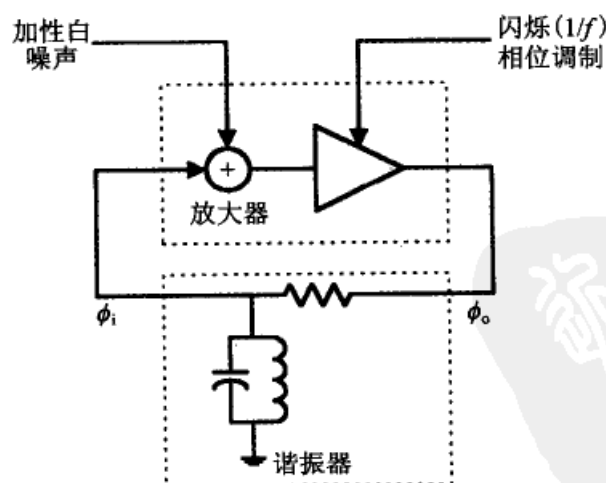 加性白
噪声
闪烁(1/f)
相位调制
+
放大器
ϕi
ϕo
谐振器